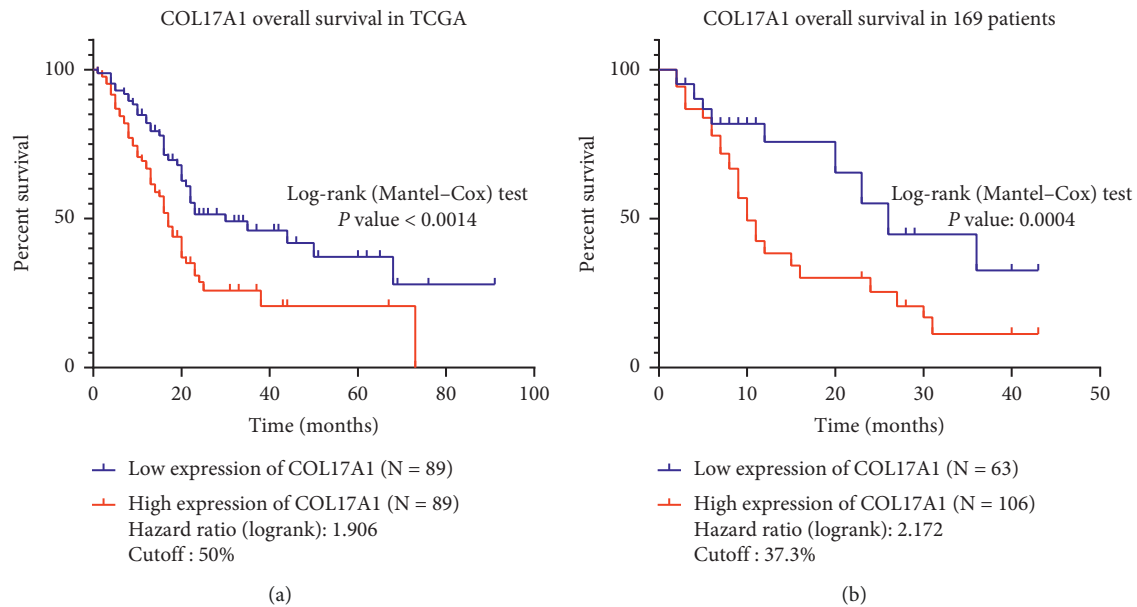 COL17A1 overall survival in TCGA
100
50
0
Percent survival
Log-rank (Mantel–Cox) test
P value < 0.0014
0 20 40 60 80 100
Time (months)
Low expression of COL17A1 (N = 89)
High expression of COL17A1 (N = 89)
Hazard ratio (logrank): 1.906
Cutoff : 50%
(a)
COL17A1 overall survival in 169 patients
100
50
0
Percent survival
Log-rank (Mantel–Cox) test
P value: 0.0004
0 10 20 30 40 50
Time (months)
Low expression of COL17A1 (N = 63)
High expression of COL17A1 (N = 106)
Hazard ratio (logrank): 2.172
Cutoff : 37.3%
(b)